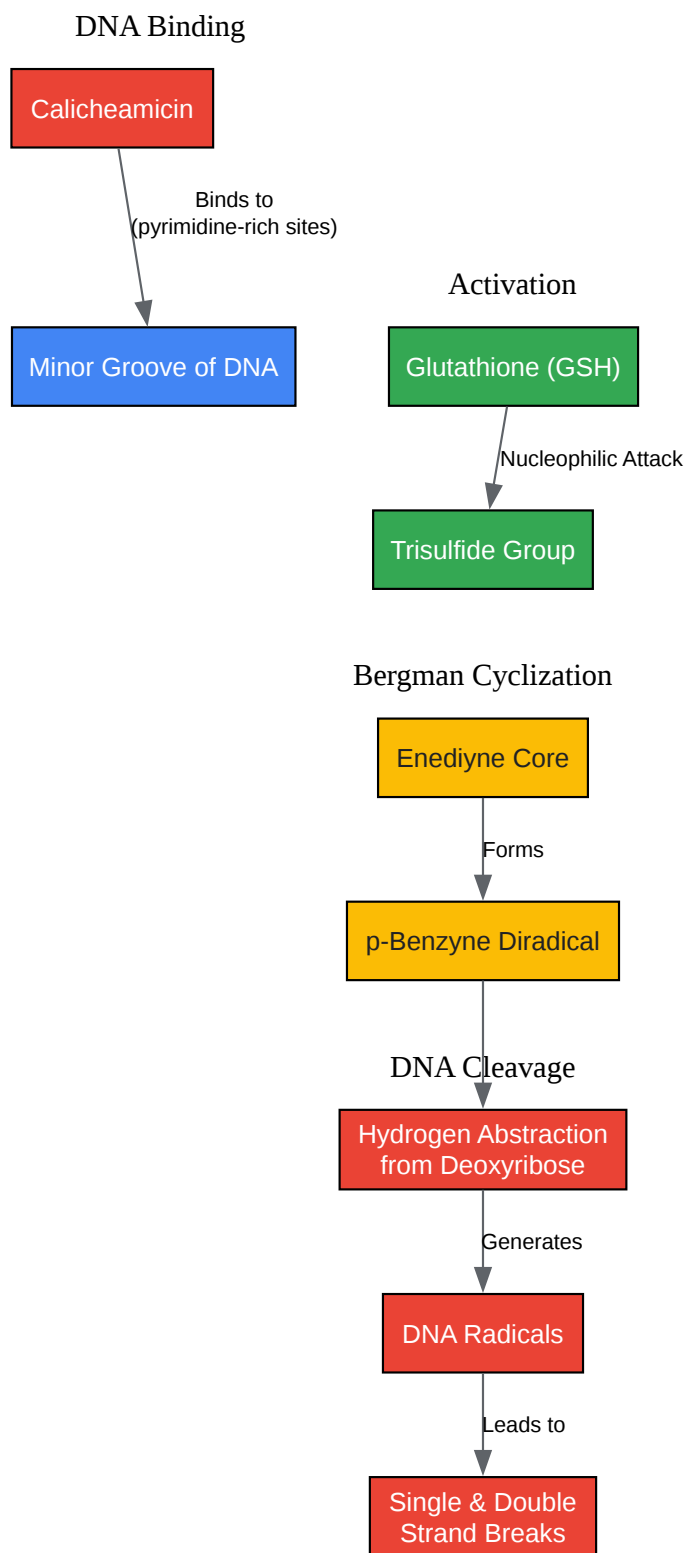 DNA Binding
Calicheamicin
Binds to
(pyrimidine-rich sites)
Minor Groove of DNA
Activation
Glutathione (GSH)
Nucleophilic Attack
Trisulfide Group
Bergman Cyclization
Enediyne Core
Forms
p-Benzyne Diradical
DNA Cleavage
Hydrogen Abstraction
from Deoxyribose
Generates
DNA Radicals
Leads to
Single & Double
Strand Breaks